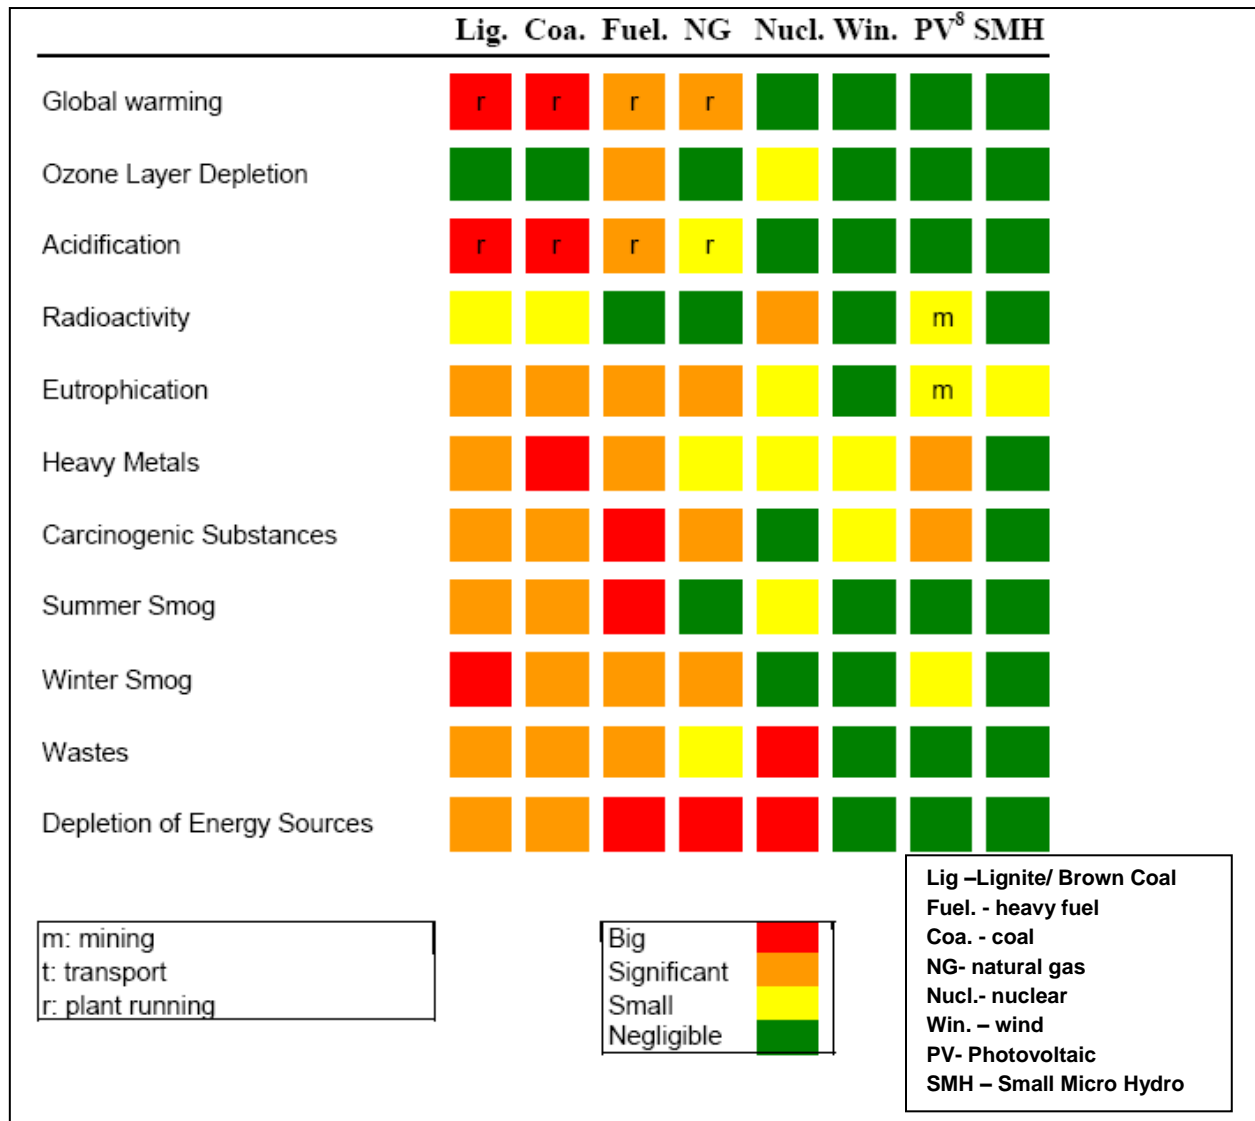 Lig. Coa. Fuel. NG Nucl. Win. PV8 SMH
Global warming r r r r
Ozone Layer Depletion
Acidification r r r r
Radioactivity m
Eutrophication m
Heavy Metals
Carcinogenic Substances
Summer Smog
Winter Smog
Wastes
Depletion of Energy Sources
m: mining
t: transport
r: plant running
Big
Significant
Small
Negligible
Lig –Lignite/ Brown Coal
Fuel. - heavy fuel
Coa. - coal
NG- natural gas
Nucl.- nuclear
Win. – wind
PV- Photovoltaic
SMH – Small Micro Hydro